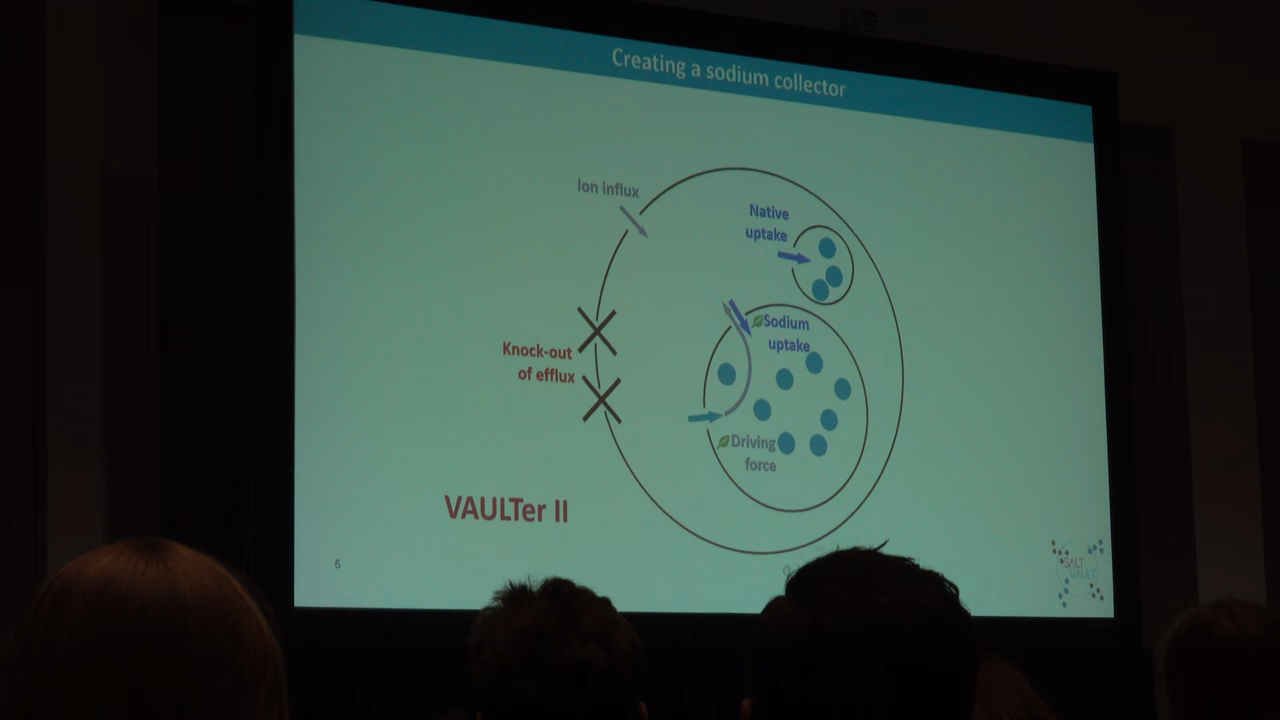 Creating a sodium collector
Ion influx
Native
uptake
Sodium
uptake
Knock-out
of efflux
Driving
force
VAULTer II
6
SALT
VAULT